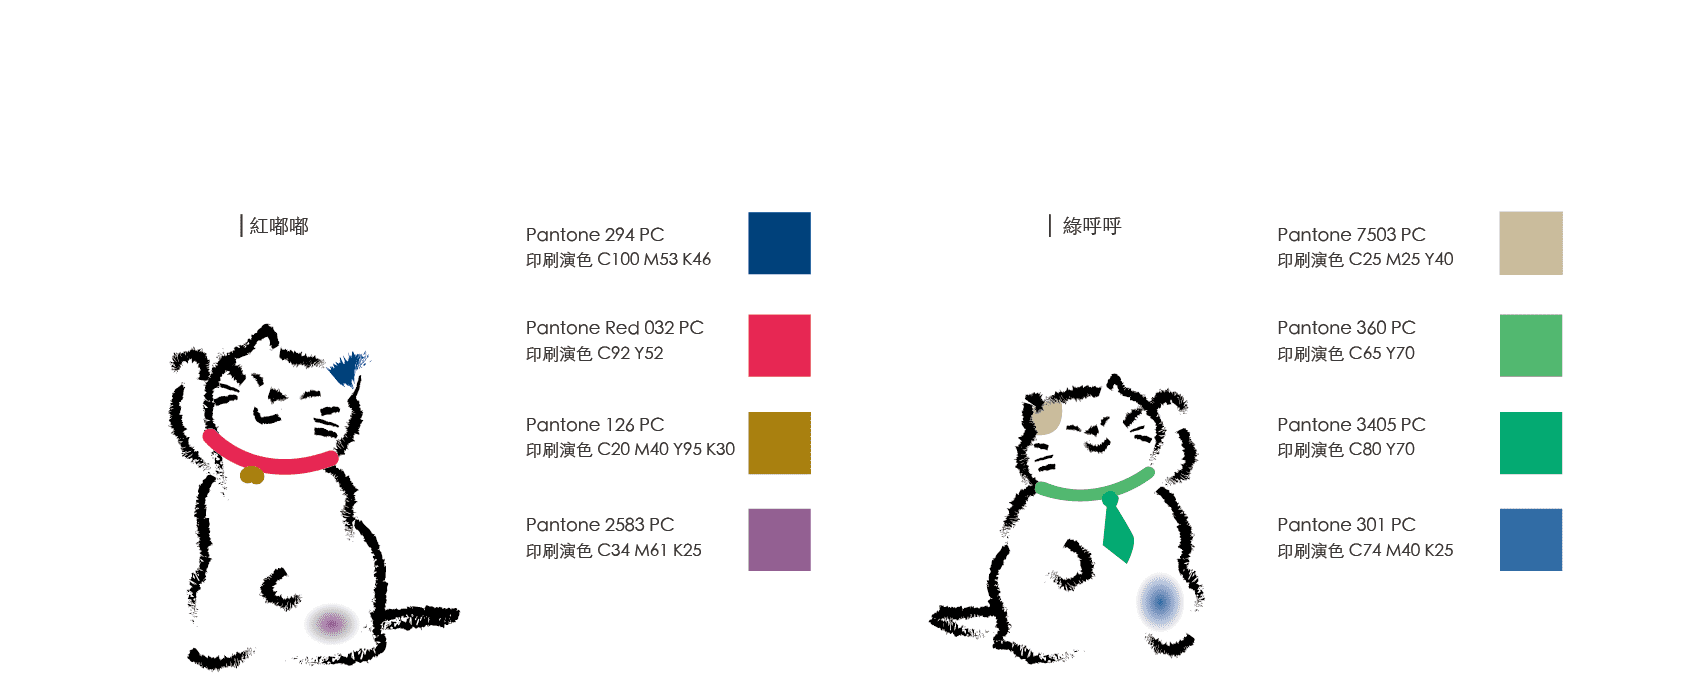 紅嘟嘟
Pantone 294 PC
印刷演色 C100 M53 K46
Pantone Red 032 PC
印刷演色 C92 Y52
Pantone 126 PC
印刷演色 C20 M40 Y95 K30
Pantone 2583 PC
印刷演色 C34 M61 K25
綠呼呼
Pantone 7503 PC
印刷演色 C25 M25 Y40
Pantone 360 PC
印刷演色 C65 Y70
Pantone 3405 PC
印刷演色 C80 Y70
Pantone 301 PC
印刷演色 C74 M40 K25